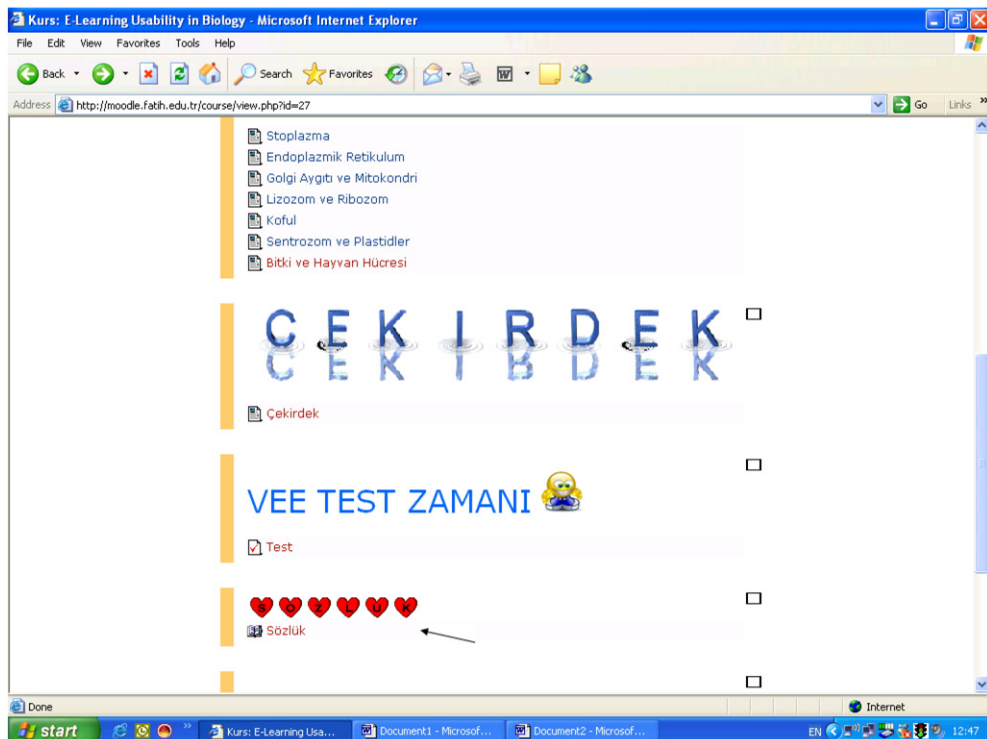 Kurs: E-Learning Usability in Biology - Microsoft Internet Explorer
File Edit View Favorites Tools Help
Back Search Favorites
Address http://moodle.fatih.edu.tr/course/view.php?id=27 Go Links »
Stoplazma
Endoplazmik Retikulum
Golgi Aygıtı ve Mitokondri
Lizozom ve Ribozom
Koful
Sentrozom ve Plastidler
Bitki ve Hayvan Hücresi
ÇEKIRDEK
Çekirdek
VEE TEST ZAMANI
Test
SÖZLÜK
Sözlük
Done Internet
start » Kurs: E-Learning Usa... Document1 - Microsof... Document2 - Microsof... EN 12:47